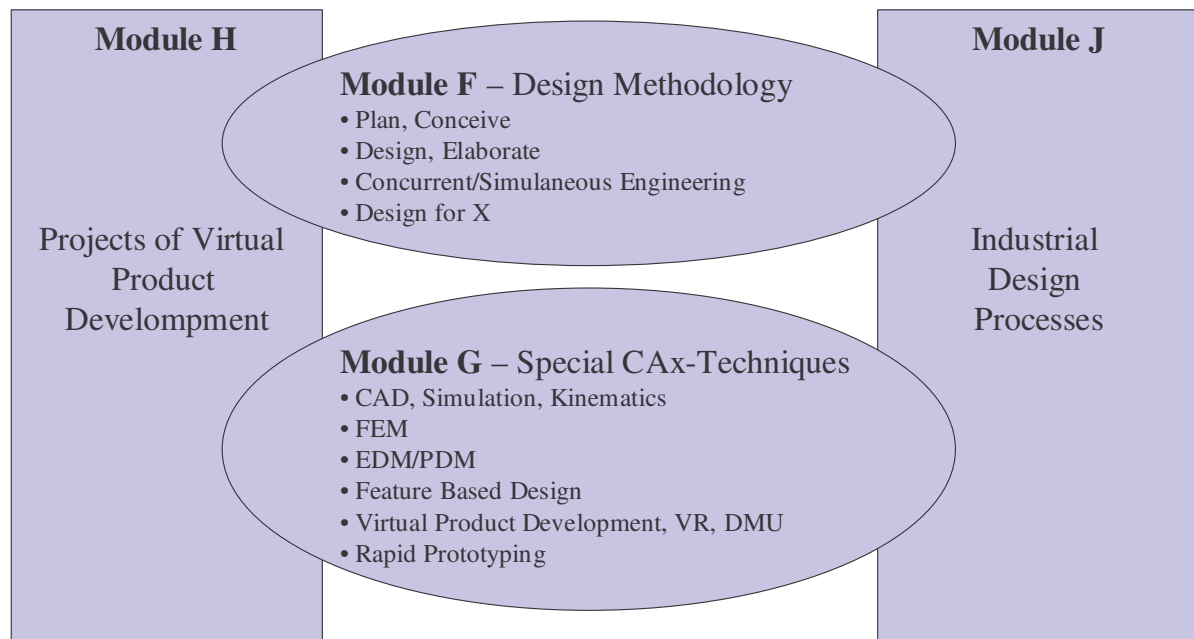 Module H
Projects of Virtual
Product
Develompment
Module F – Design Methodology
• Plan, Conceive
• Design, Elaborate
• Concurrent/Simulaneous Engineering
• Design for X
Module G – Special CAx-Techniques
• CAD, Simulation, Kinematics
• FEM
• EDM/PDM
• Feature Based Design
• Virtual Product Development, VR, DMU
• Rapid Prototyping
Module J
Industrial
Design
Processes